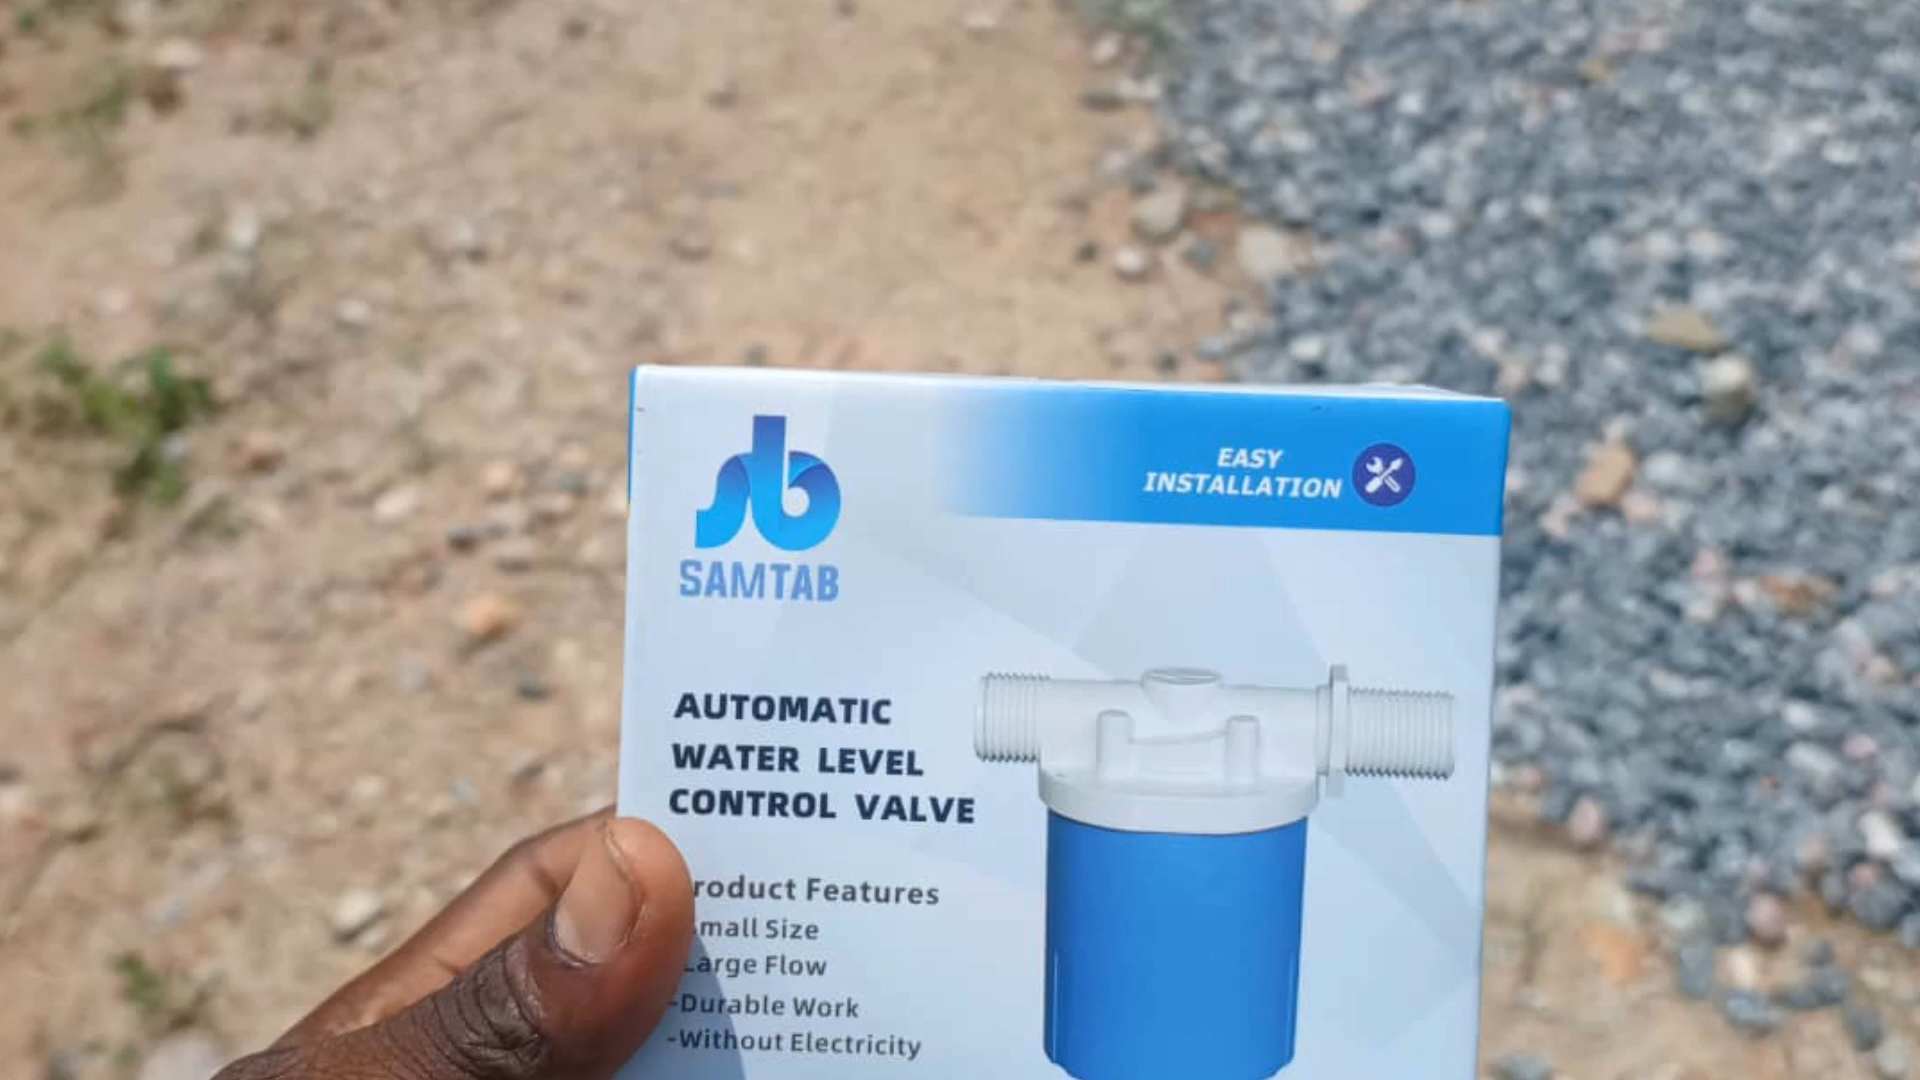 SAMTAB
EASY
INSTALLATION
AUTOMATIC
WATER LEVEL
CONTROL VALVE
roduct Features
mall Size
Large Flow
-Durable Work
-Without Electricity